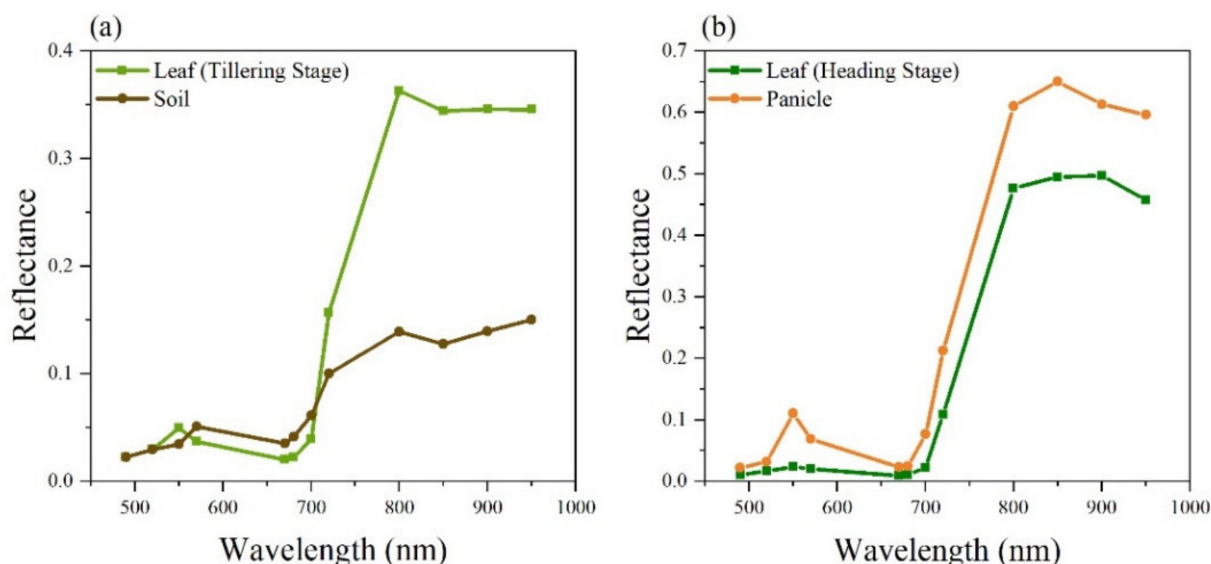 (a)
0.4
Leaf (Tillering Stage)
Soil
0.3
0.2
0.1
0.0
500 600 700 800 900 1000
Reflectance
Wavelength (nm)
(b)
0.7
Leaf (Heading Stage)
Panicle
0.6
0.5
0.4
0.3
0.2
0.1
0.0
500 600 700 800 900 1000
Reflectance
Wavelength (nm)